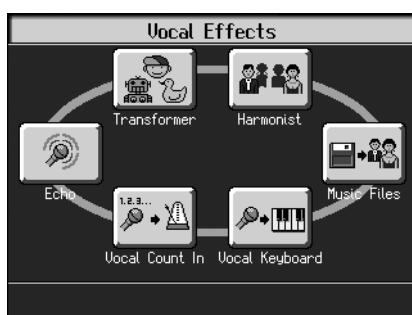 Vocal Effects
Transformer
Harmonist
Echo
Music Files
1.2.3...
Vocal Count In
Vocal Keyboard